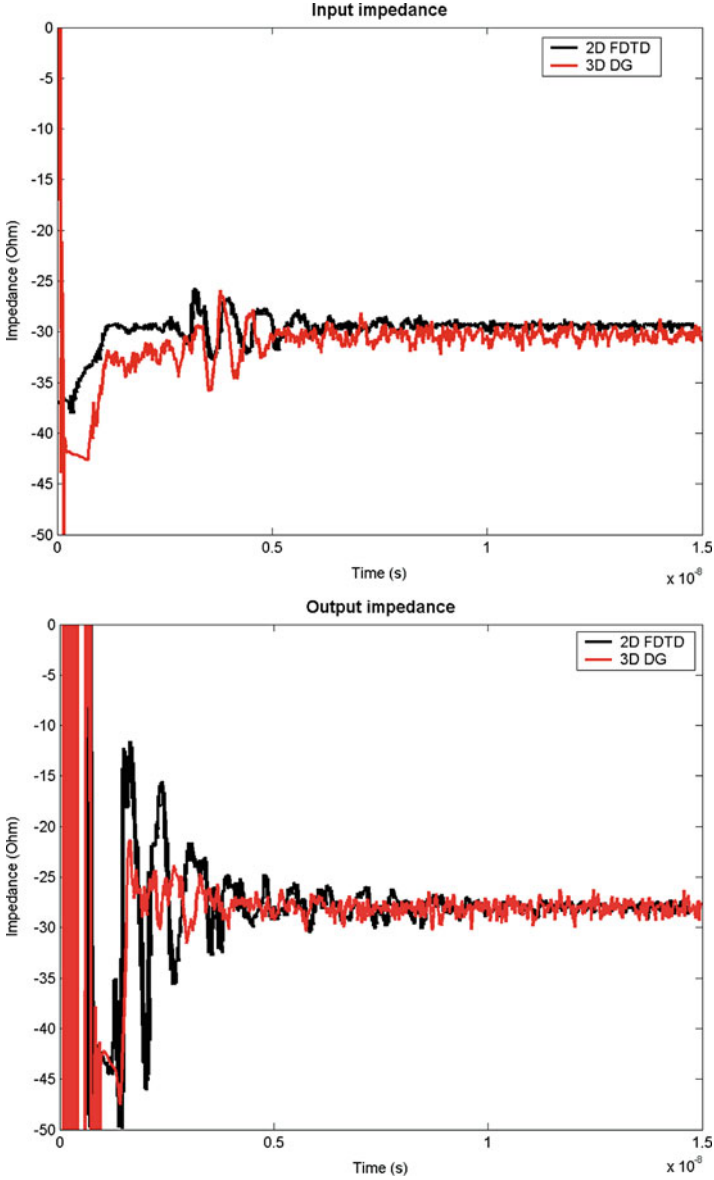 Input impedance
0
-5
-10
-15
-20
-25
-30
-35
-40
-45
-50
Impedance (Ohm)
2D FDTD
3D DG
0
0.5
1
1.5
Time (s)
x 10⁻⁸
Output impedance
0
-5
-10
-15
-20
-25
-30
-35
-40
-45
-50
Impedance (Ohm)
2D FDTD
3D DG
0
0.5
1
1.5
Time (s)
x 10⁻⁸